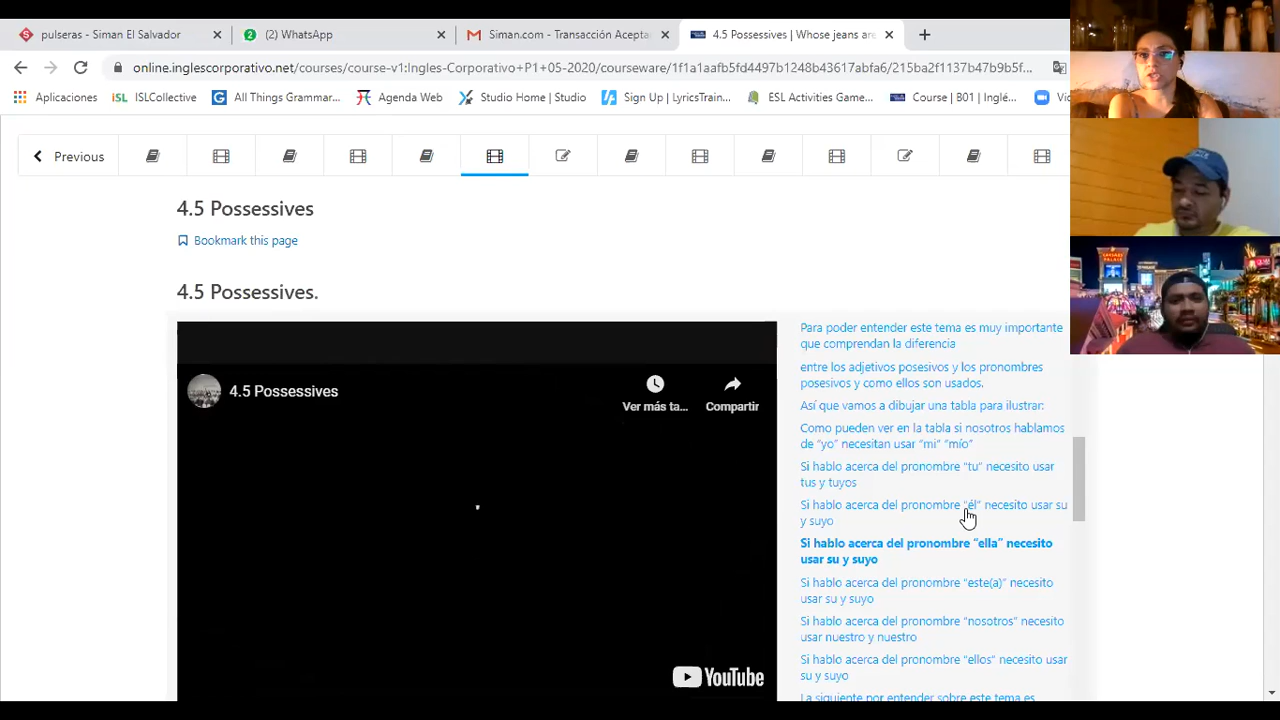 pulseras - Siman El Salvador
(2) WhatsApp
Siman.com - Transacción Acepta
4.5 Possessives | Whose jeans are
online.inglescorporativo.net/courses/course-v1:Ingles-Corporativo+P1+05-2020/courseware/1f1a1aafb5fd4497b1248b43617abfa6/215ba2f1137b47b9b5f...
Aplicaciones
iSL ISLCollective
All Things Grammar...
Agenda Web
Studio Home | Studio
Sign Up | LyricsTrain...
ESL Activities Game...
Course | B01 | Inglé...
Previous
4.5 Possessives
Bookmark this page
4.5 Possessives.
4.5 Possessives
Ver más ta...
Compartir
YouTube
Para poder entender este tema es muy importante
que comprendan la diferencia
entre los adjetivos posesivos y los pronombres
posesivos y como ellos son usados.
Así que vamos a dibujar una tabla para ilustrar:
Como pueden ver en la tabla si nosotros hablamos
de "yo" necesitan usar "mi" "mío"
Si hablo acerca del pronombre "tu" necesito usar
tus y tuyos
Si hablo acerca del pronombre "él" necesito usar su
y suyo
Si hablo acerca del pronombre "ella" necesito
usar su y suyo
Si hablo acerca del pronombre "este(a)" necesito
usar su y suyo
Si hablo acerca del pronombre "nosotros" necesito
usar nuestro y nuestro
Si hablo acerca del pronombre "ellos" necesito usar
su y suyo
La siguiente por entender sobre este tema es